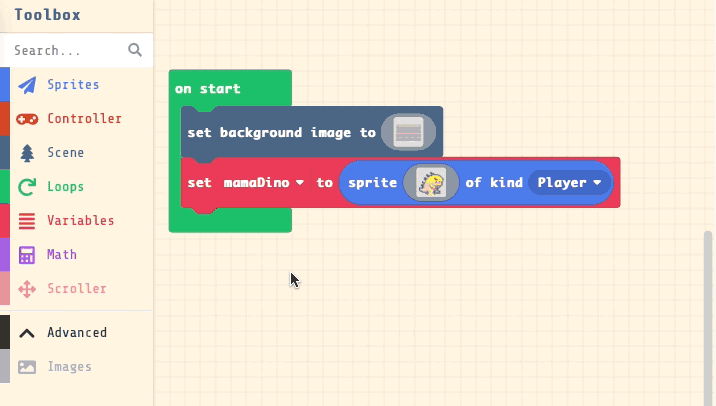 Toolbox
Search...
Sprites
Controller
Scene
Loops
Variables
Math
Scroller
Advanced
Images
on start
set background image to
set mamaDino to sprite of kind Player